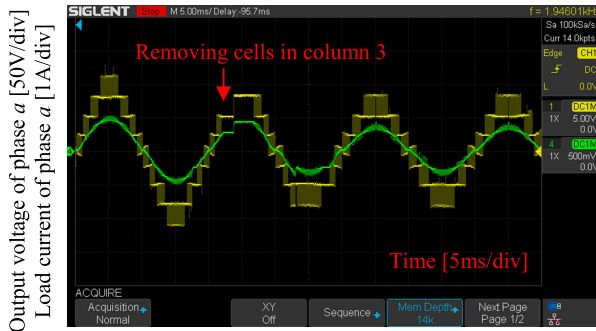 Output voltage of phase a [50V/div]
Load current of phase a [1A/div]
SIGLENT Stop M 5.00ms/ Delay:-95.7ms f = 1.94601kH
Sa 100kSa/s
Curr 14.0kpts
Edge CH1
DC
L 0.0V
1 DC1M
1X 5.00V
0.0V
4 DC1M
1X 500mV
0.0V
Removing cells in column 3
Time [5ms/div]
ACQUIRE
Acquisition XY Sequence Mem Depth Next Page
Normal Off 14k Page 1/2